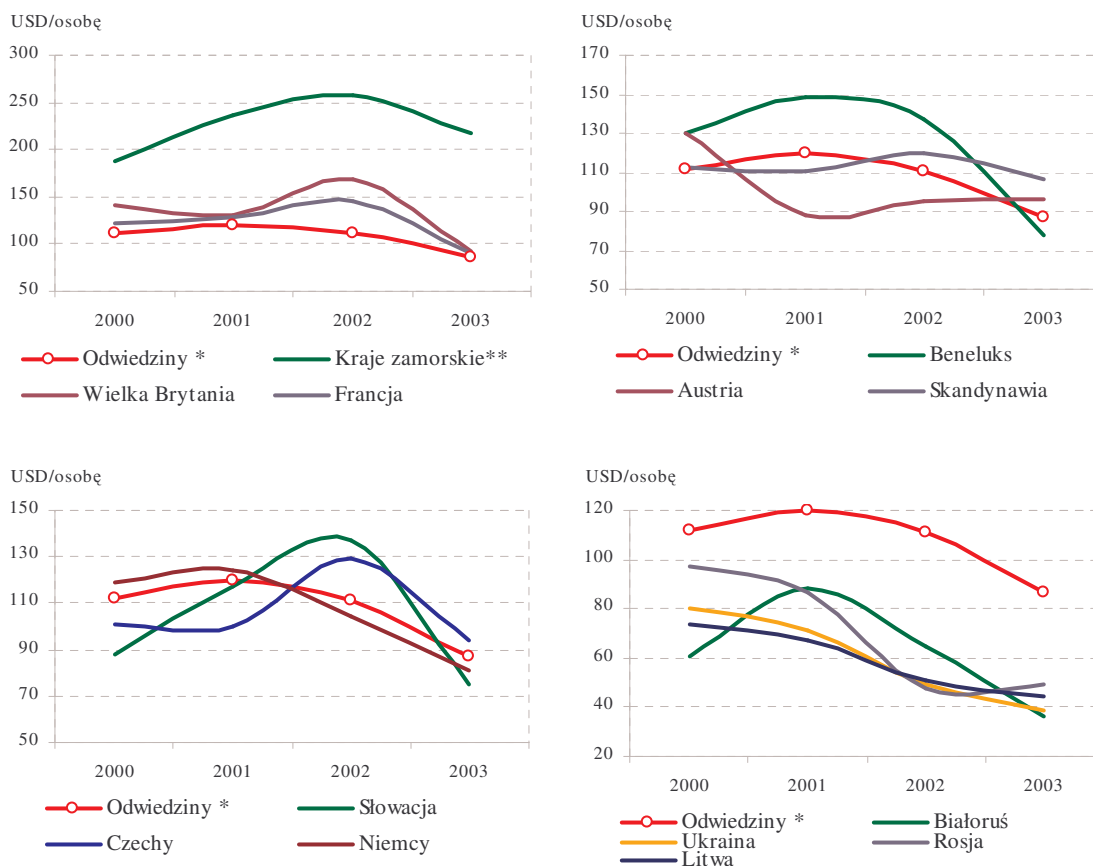 USD/osobę
300
250
200
150
100
50
2000 2001 2002 2003
Odwiedziny * Kraje zamorskie**
Wielka Brytania Francja
USD/osobę
170
150
130
110
90
70
50
2000 2001 2002 2003
Odwiedziny * Beneluks
Austria Skandynawia
USD/osobę
150
130
110
90
70
50
2000 2001 2002 2003
Odwiedziny * Słowacja
Czechy Niemcy
USD/osobę
120
100
80
60
40
20
2000 2001 2002 2003
Odwiedziny * Białoruś
Ukraina Rosja
Litwa